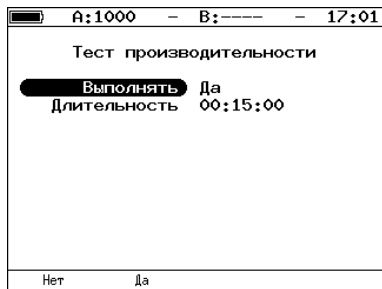 A:1000 – B:---- – 17:01
Тест производительности
Выполнять Да
Длительность 00:15:00
Нет Да